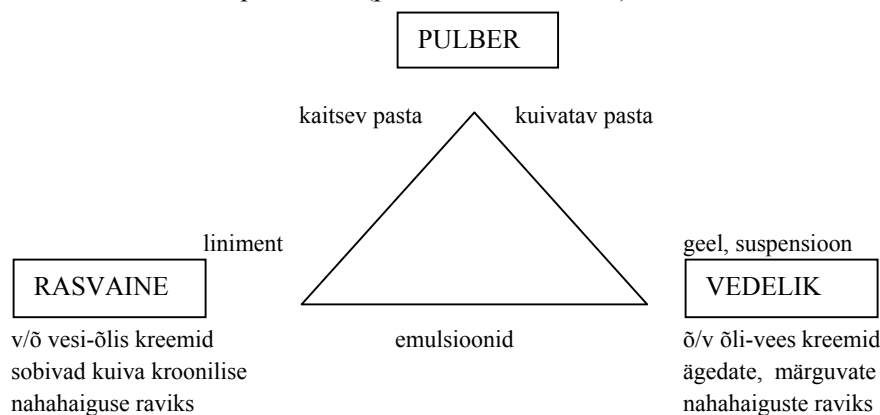 PULBER
kaitsev pasta
kuivatav pasta
liniment
geel, suspensioon
RASVAINE
VEDELIK
v/õ vesi-õlis kreemid
sobivad kuiva kroonilise
nahahaiguse raviks
emulsioonid
õ/v õli-vees kreemid
ägedate, märguvate
nahahaiguste raviks